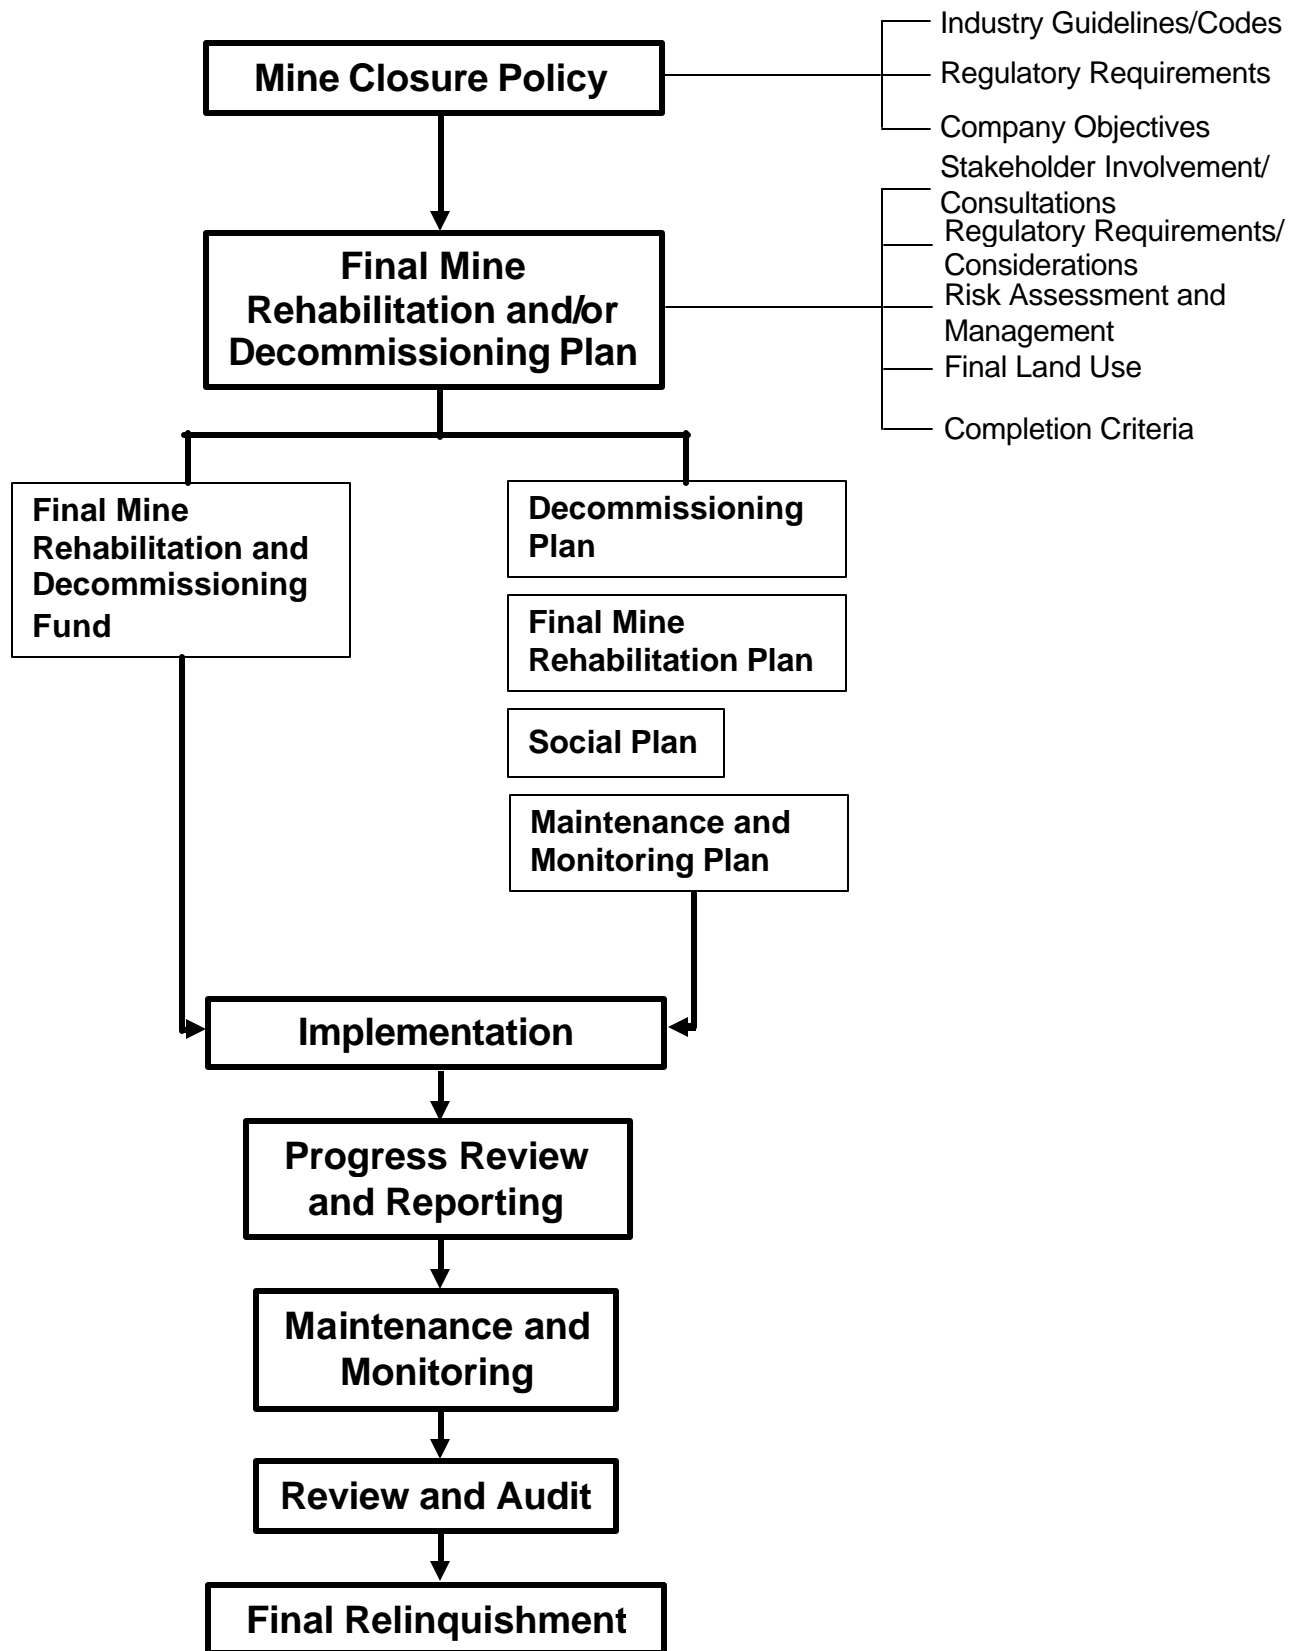 Industry Guidelines/Codes
Mine Closure Policy
Regulatory Requirements
Company Objectives
Stakeholder Involvement/
Consultations
Regulatory Requirements/
Considerations
Risk Assessment and
Management
Final Land Use
Completion Criteria
Final Mine
Rehabilitation and/or
Decommissioning Plan
Final Mine
Rehabilitation and
Decommissioning
Fund
Decommissioning
Plan
Final Mine
Rehabilitation Plan
Social Plan
Maintenance and
Monitoring Plan
Implementation
Progress Review
and Reporting
Maintenance and
Monitoring
Review and Audit
Final Relinquishment